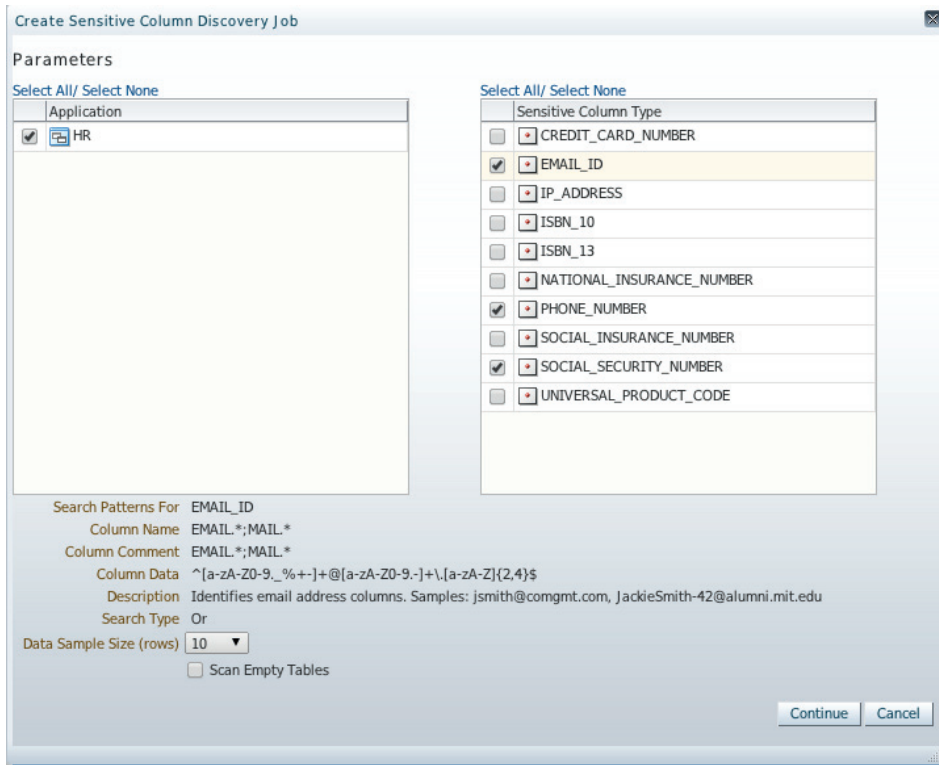 Create Sensitive Column Discovery Job
Parameters
Select All/ Select None
Application
HR
Select All/ Select None
Sensitive Column Type
CREDIT_CARD_NUMBER
EMAIL_ID
IP_ADDRESS
ISBN_10
ISBN_13
NATIONAL_INSURANCE_NUMBER
PHONE_NUMBER
SOCIAL_INSURANCE_NUMBER
SOCIAL_SECURITY_NUMBER
UNIVERSAL_PRODUCT_CODE
Search Patterns For EMAIL_ID
Column Name EMAIL.*;MAIL.*
Column Comment EMAIL.*;MAIL.*
Column Data ^[a-zA-Z0-9._%+-]+@[a-zA-Z0-9.-]+\.[a-zA-Z]{2,4}$
Description Identifies email address columns. Samples: jsmith@comgmt.com, JackieSmith-42@alumni.mit.edu
Search Type Or
Data Sample Size (rows) 10
Scan Empty Tables
Continue Cancel